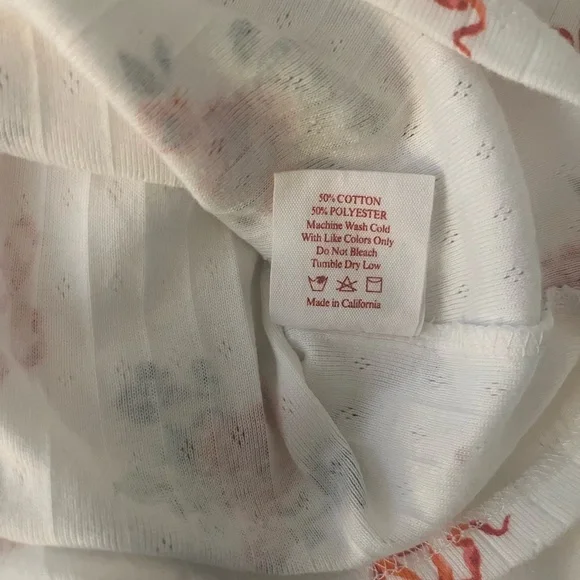 50% COTTON
50% POLYESTER
Machine Wash Cold
With Like Colors Only
Do Not Bleach
Tumble Dry Low
Made in California